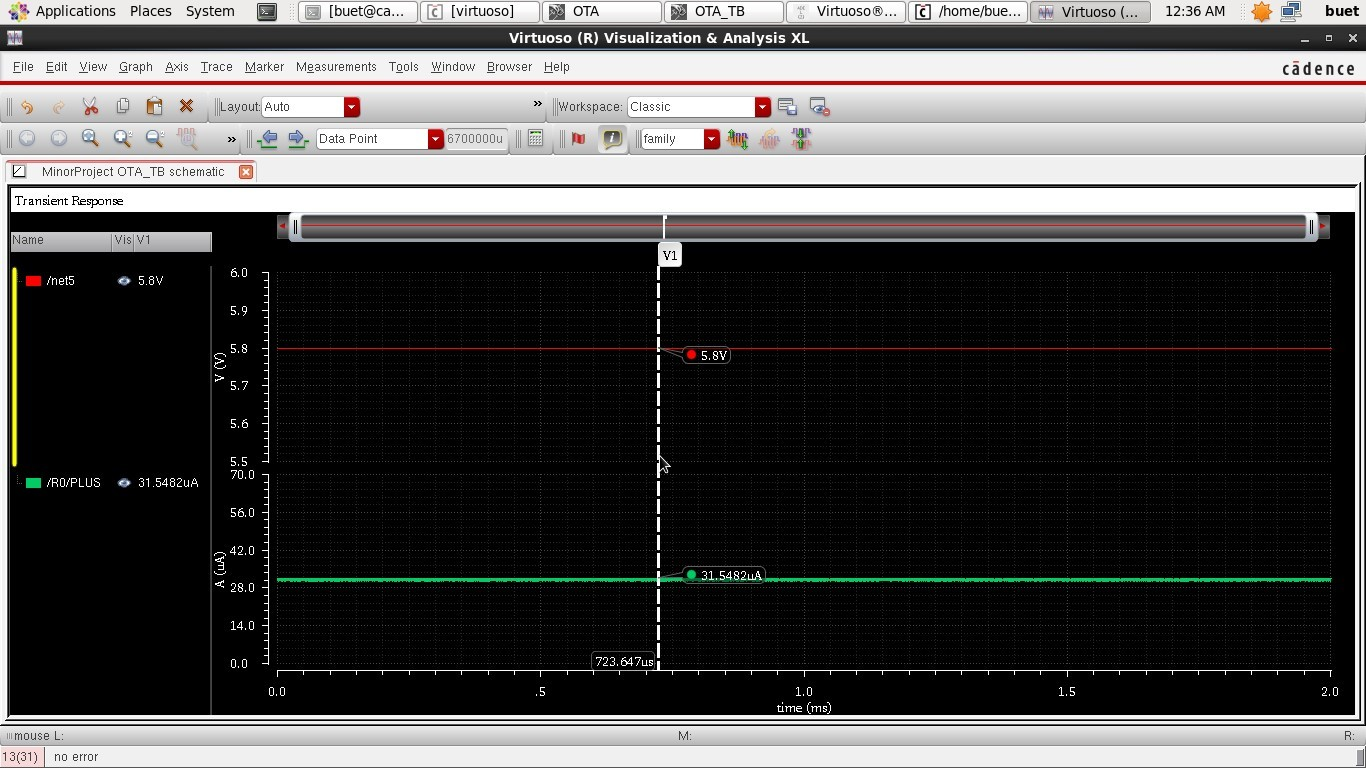 Applications Places System [buet@ca... [virtuoso] OTA OTA_TB Virtuoso®... /home/bue... Virtuoso (... 12:36 AM buet
Virtuoso (R) Visualization & Analysis XL
File Edit View Graph Axis Trace Marker Measurements Tools Window Browser Help
cādence
Layout: Auto » Workspace: Classic
» Data Point 6700000u family
MinorProject OTA_TB schematic
Transient Response
Name Vis V1
V1
/net5 5.8V
6.0
5.9
5.8
5.7
5.6
5.5
V (V)
5.8V
/R0/PLUS 31.5482uA
70.0
56.0
42.0
28.0
14.0
0.0
A (uA)
31.5482uA
723.647us
0.0 .5 1.0 1.5 2.0
time (ms)
mouse L: M: R:
13(31) no error